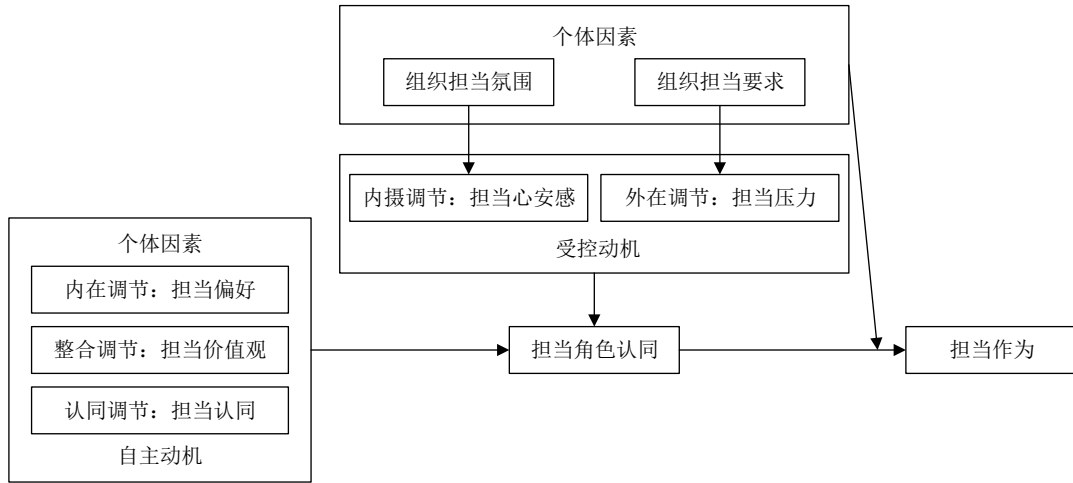 个体因素
组织担当氛围
组织担当要求
内摄调节：担当心安感
外在调节：担当压力
受控动机
个体因素
内在调节：担当偏好
整合调节：担当价值观
认同调节：担当认同
自主动机
担当角色认同
担当作为